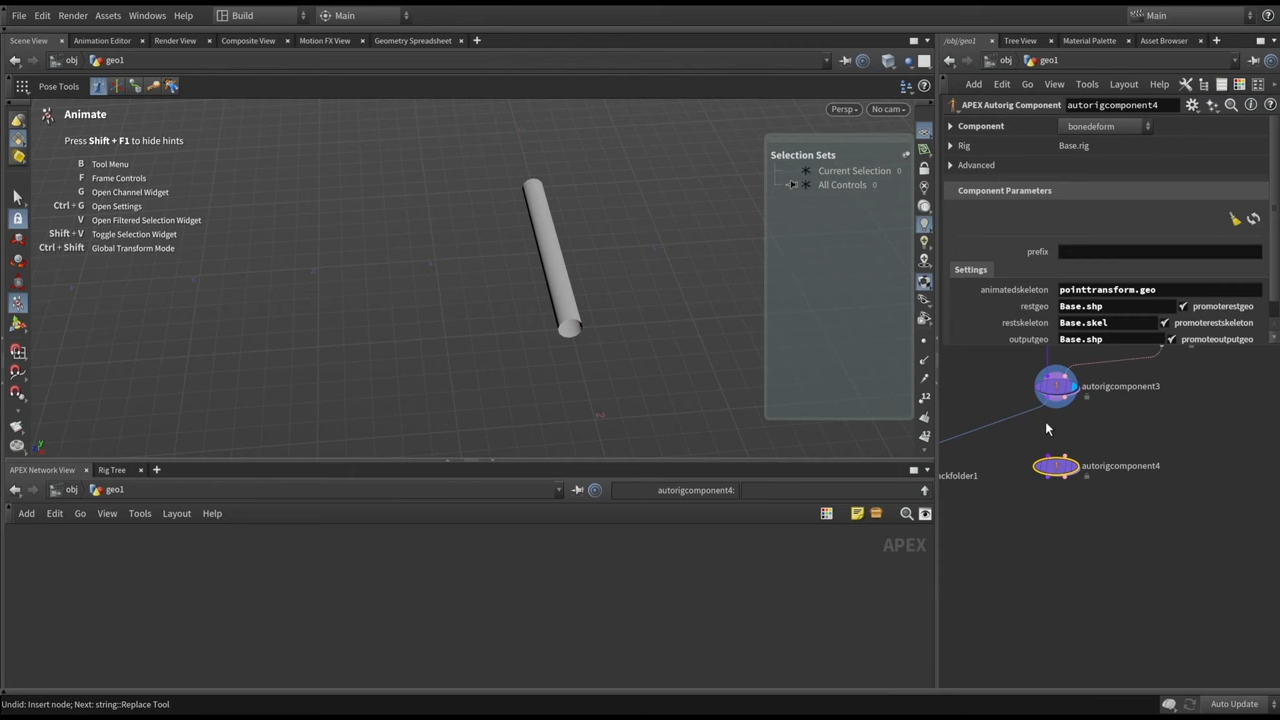 File Edit Render Assets Windows Help Build Main Main
Scene View Animation Editor Render View Composite View Motion FX View Geometry Spreadsheet
/obj/geo1 Tree View Material Palette Asset Browser
obj geo1
obj geo1
Pose Tools
Add Edit Go View Tools Layout Help
APEX Autorig Component autorigcomponent4
Component bonedeform
Rig Base.rig
Advanced
Component Parameters
prefix
Settings
animatedskeleton pointtransform.geo
restgeo Base.shp promoterestgeo
restskeleton Base.skel promoterestskeleton
outputgeo Base.shp promoteoutputgeo
Animate
Press Shift + F1 to hide hints
B Tool Menu
F Frame Controls
G Open Channel Widget
Ctrl + G Open Settings
V Open Filtered Selection Widget
Shift + V Toggle Selection Widget
Ctrl + Shift Global Transform Mode
Persp No cam
Selection Sets
Current Selection 0
All Controls 0
12
12
autorigcomponent3
autorigcomponent4
ackfolder1
APEX Network View Rig Tree
obj geo1 autorigcomponent4:
Add Edit Go View Tools Layout Help
APEX
Undid: Insert node; Next: string::Replace Tool
Auto Update